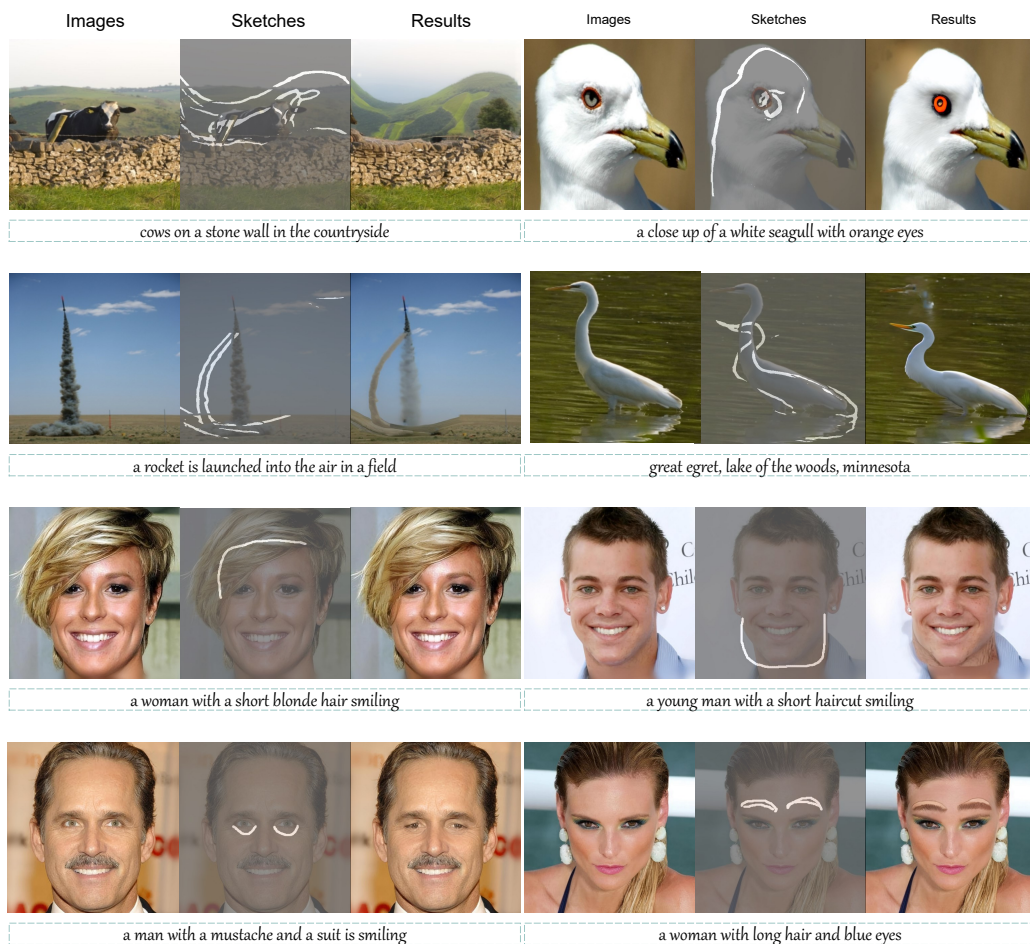 Images Sketches Results Images Sketches Results
cows on a stone wall in the countryside
a close up of a white seagull with orange eyes
a rocket is launched into the air in a field
great egret, lake of the woods, minnesota
a woman with a short blonde hair smiling
a young man with a short haircut smiling
a man with a mustache and a suit is smiling
a woman with long hair and blue eyes